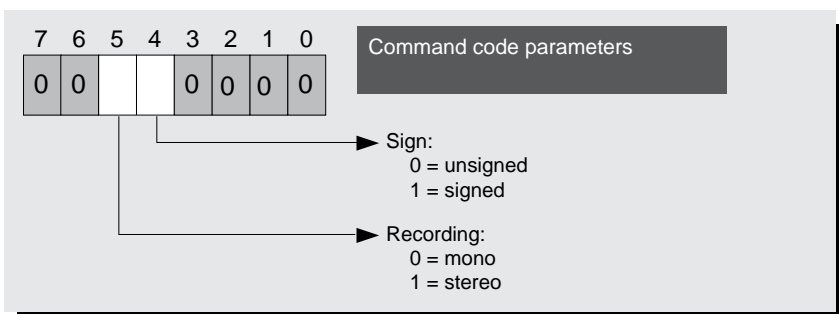 7 6 5 4 3 2 1 0
Command code parameters
0 0 0 0 0 0
Sign:
0 = unsigned
1 = signed
Recording:
0 = mono
1 = stereo